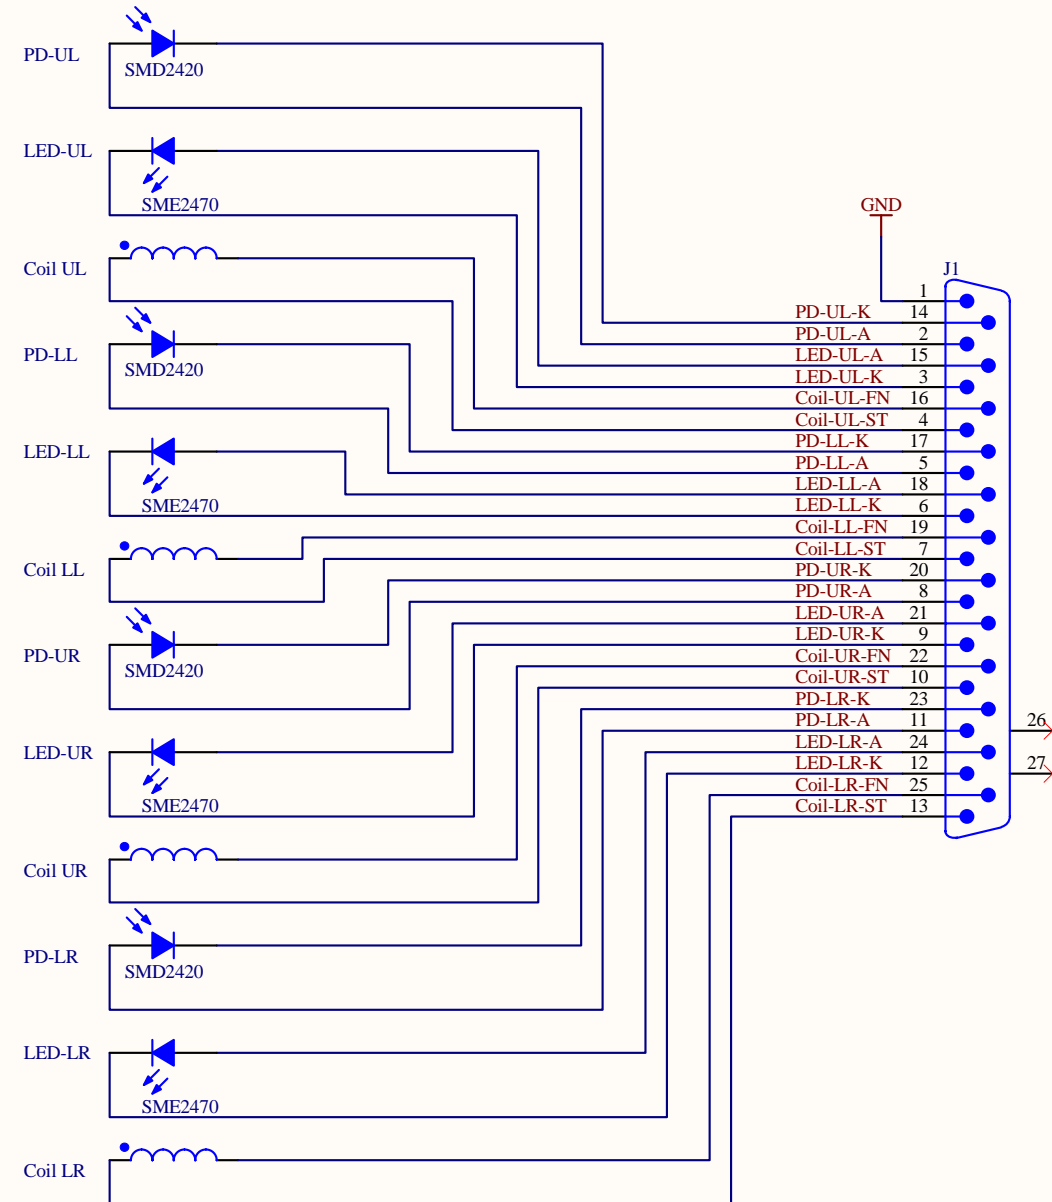 PD-UL
SMD2420
LED-UL
SME2470
Coil UL
PD-LL
SMD2420
LED-LL
SME2470
Coil LL
PD-UR
SMD2420
LED-UR
SME2470
Coil UR
PD-LR
SMD2420
LED-LR
SME2470
Coil LR
GND
J1
1
PD-UL-K 14
PD-UL-A 2
LED-UL-A 15
LED-UL-K 3
Coil-UL-FN 16
Coil-UL-ST 4
PD-LL-K 17
PD-LL-A 5
LED-LL-A 18
LED-LL-K 6
Coil-LL-FN 19
Coil-LL-ST 7
PD-UR-K 20
PD-UR-A 8
LED-UR-A 21
LED-UR-K 9
Coil-UR-FN 22
Coil-UR-ST 10
PD-LR-K 23
PD-LR-A 11
LED-LR-A 24
LED-LR-K 12
Coil-LR-FN 25
Coil-LR-ST 13
26
27